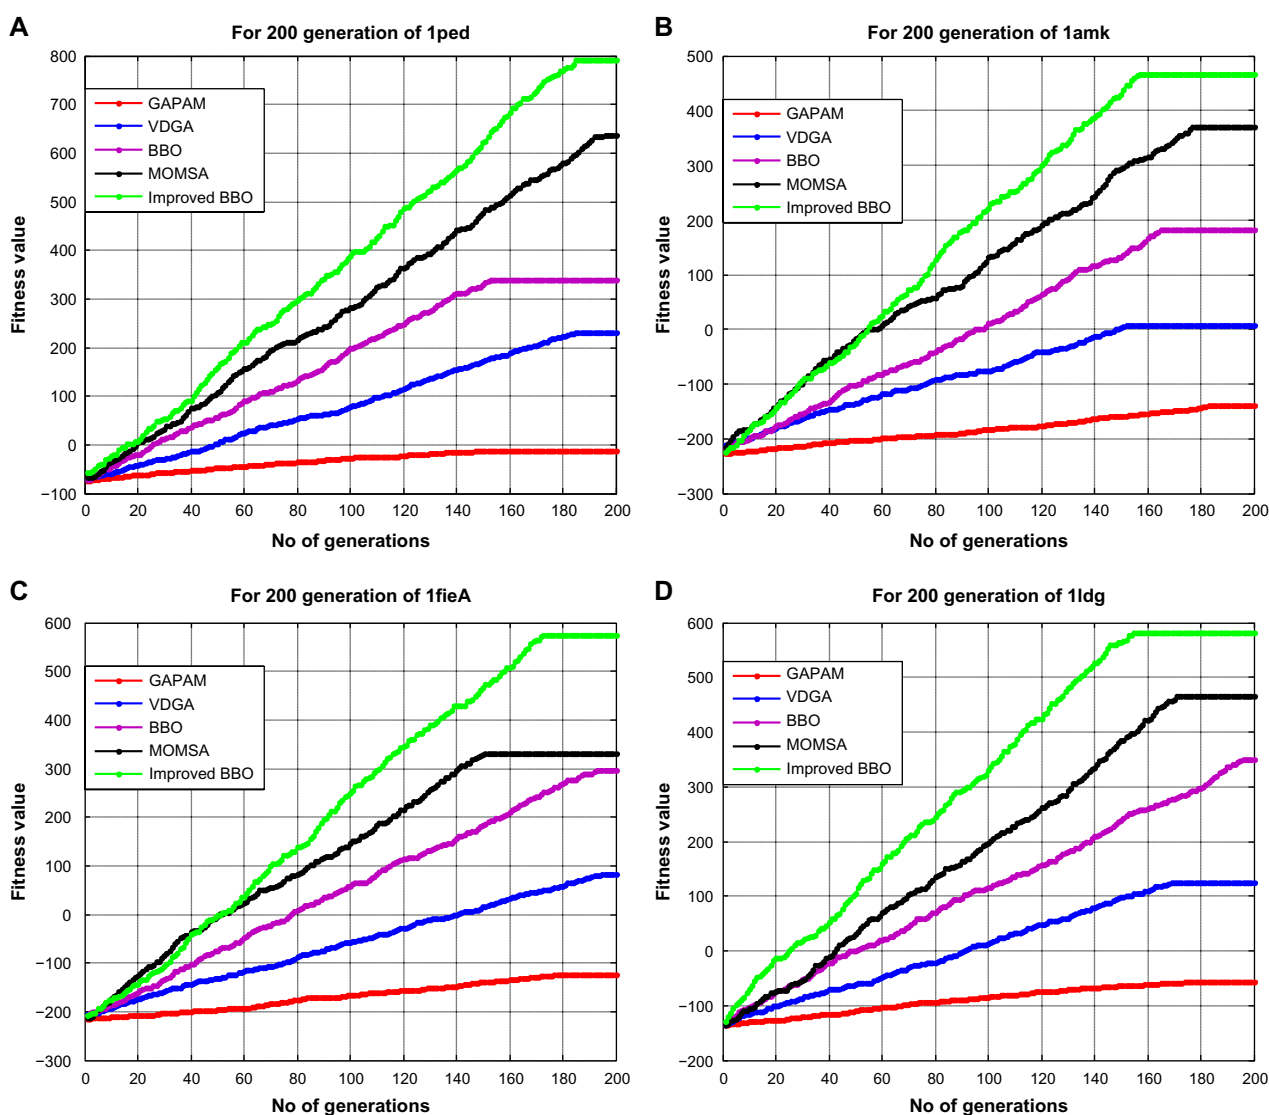 A
For 200 generation of 1ped
Fitness value
800
700
600
500
400
300
200
100
0
−100
GAPAM
VDGA
BBO
MOMSA
Improved BBO
0 20 40 60 80 100 120 140 160 180 200
No of generations
B
For 200 generation of 1amk
Fitness value
500
400
300
200
100
0
−100
−200
−300
GAPAM
VDGA
BBO
MOMSA
Improved BBO
0 20 40 60 80 100 120 140 160 180 200
No of generations
C
For 200 generation of 1fieA
Fitness value
600
500
400
300
200
100
0
−100
−200
−300
GAPAM
VDGA
BBO
MOMSA
Improved BBO
0 20 40 60 80 100 120 140 160 180 200
No of generations
D
For 200 generation of 1ldg
Fitness value
600
500
400
300
200
100
0
−100
−200
GAPAM
VDGA
BBO
MOMSA
Improved BBO
0 20 40 60 80 100 120 140 160 180 200
No of generations